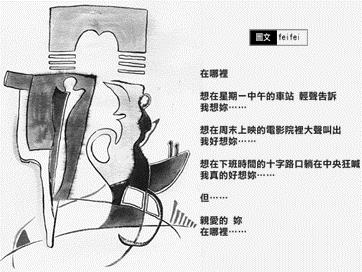 圖文 feifei
在哪裡
想在星期一中午的車站 輕聲告訴
我想妳……
想在周末上映的電影院裡大聲叫出
我好想妳……
想在下班時間的十字路口躺在中央狂喊
我真的好想妳……
但……
親愛的 妳
在哪裡……